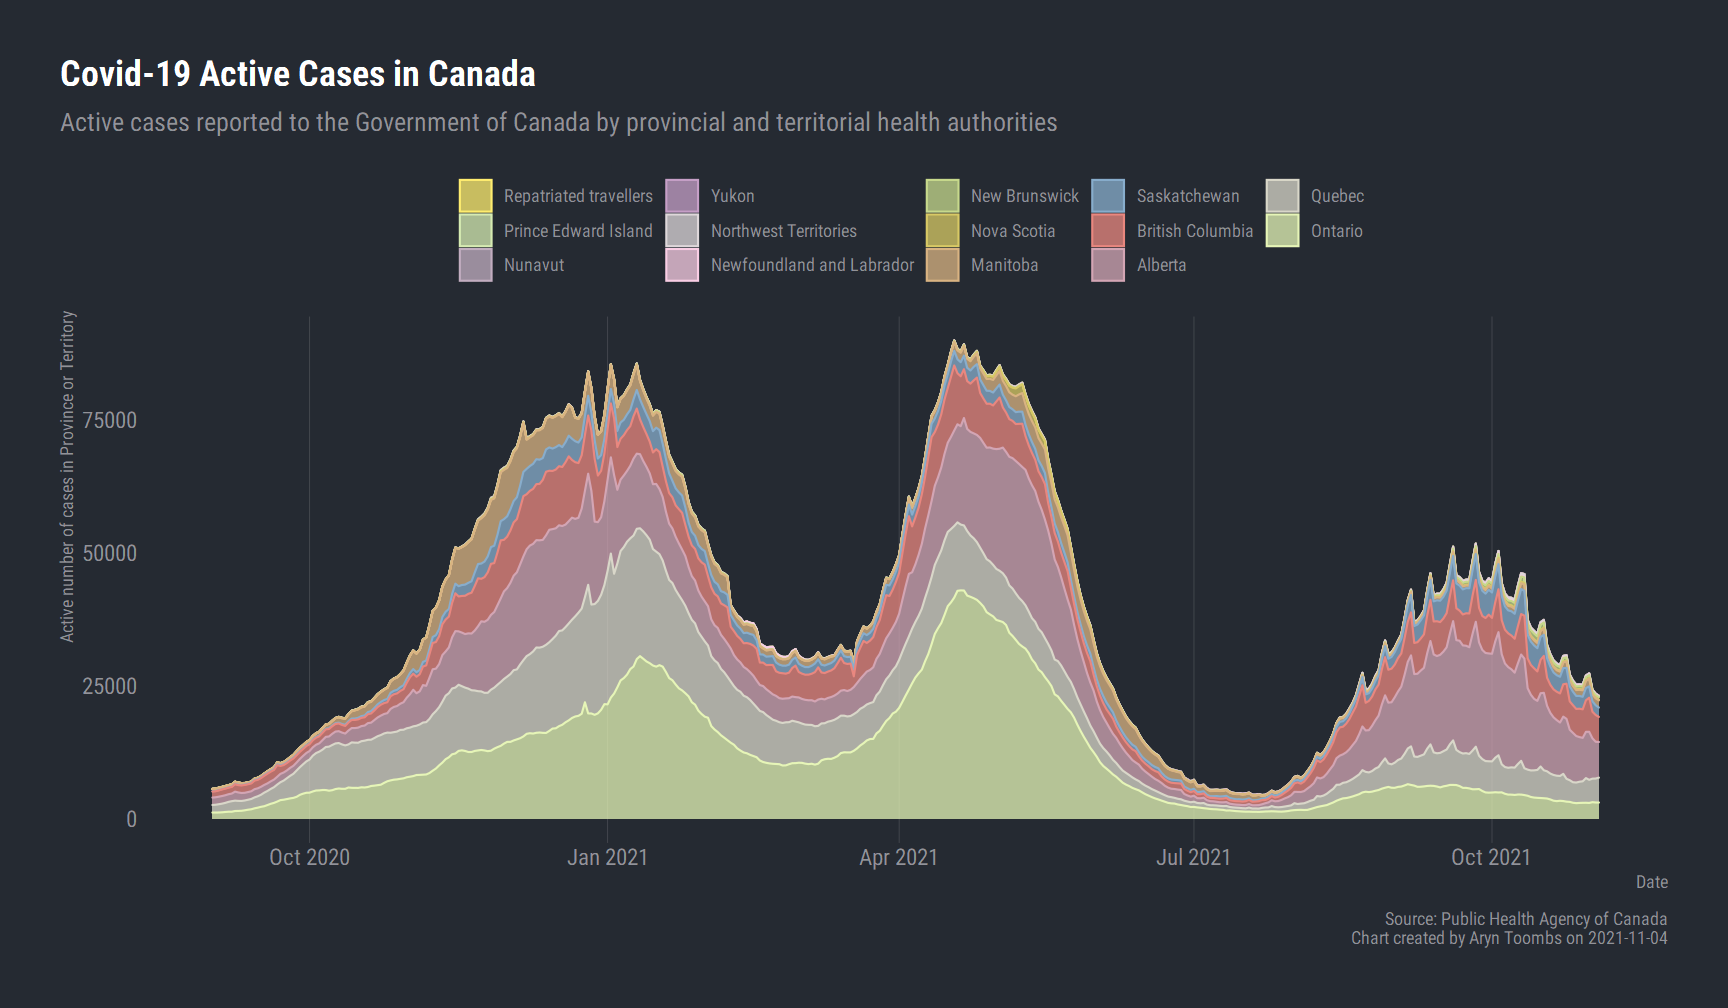 Covid-19 Active Cases in Canada
Active cases reported to the Government of Canada by provincial and territorial health authorities
Repatriated travellers Yukon New Brunswick Saskatchewan Quebec
Prince Edward Island Northwest Territories Nova Scotia British Columbia Ontario
Nunavut Newfoundland and Labrador Manitoba Alberta
Active number of cases in Province or Territory
75000
50000
25000
0
Oct 2020 Jan 2021 Apr 2021 Jul 2021 Oct 2021
Date
Source: Public Health Agency of Canada
Chart created by Aryn Toombs on 2021-11-04